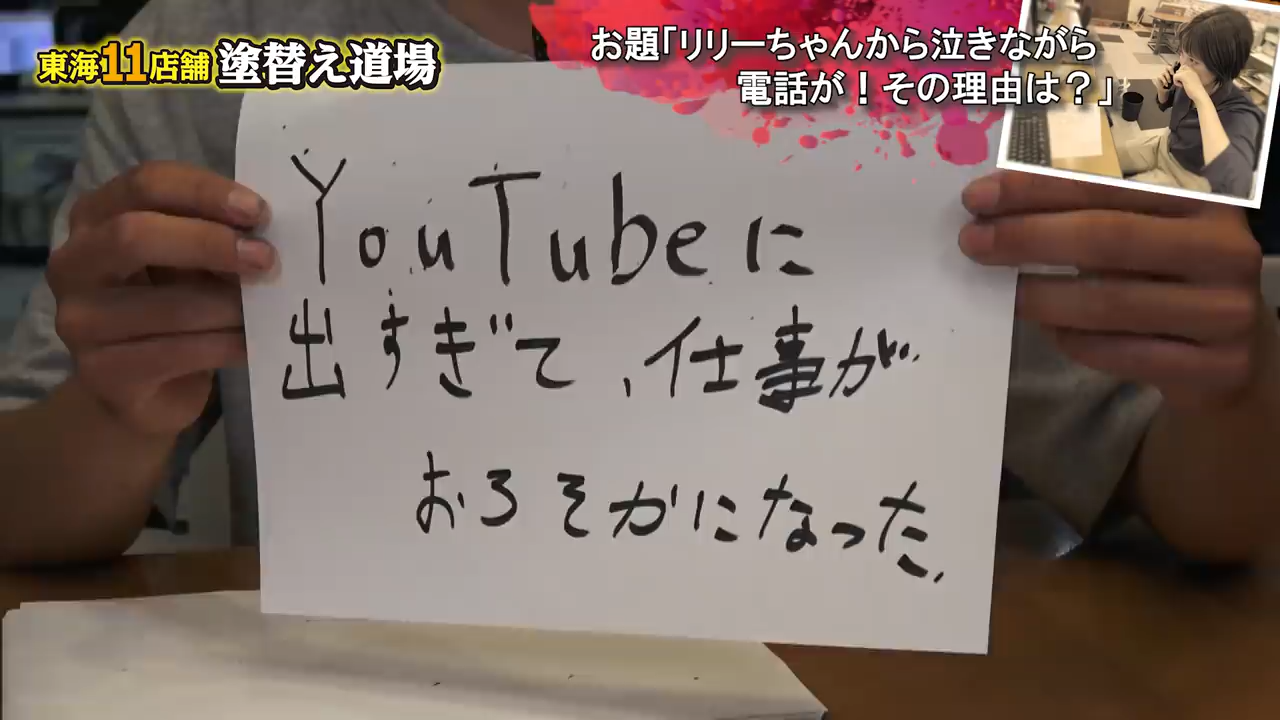 東海11店舗 塗替え道場
お題「リリーちゃんから泣きながら
電話が！その理由は？」
YouTubeに
出すぎて、仕事が
おろそかになった.